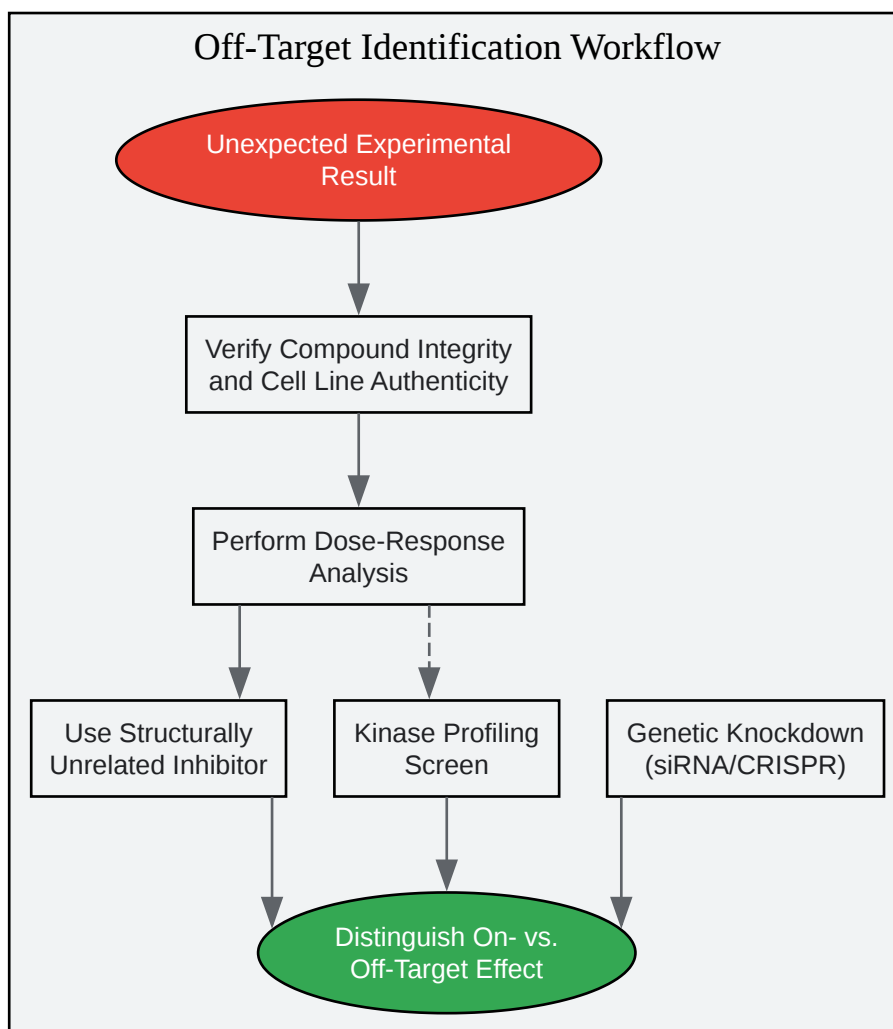 Off-Target Identification Workflow
Unexpected Experimental
Result
Verify Compound Integrity
and Cell Line Authenticity
Perform Dose-Response
Analysis
Use Structurally
Unrelated Inhibitor
Kinase Profiling
Screen
Genetic Knockdown
(siRNA/CRISPR)
Distinguish On- vs.
Off-Target Effect